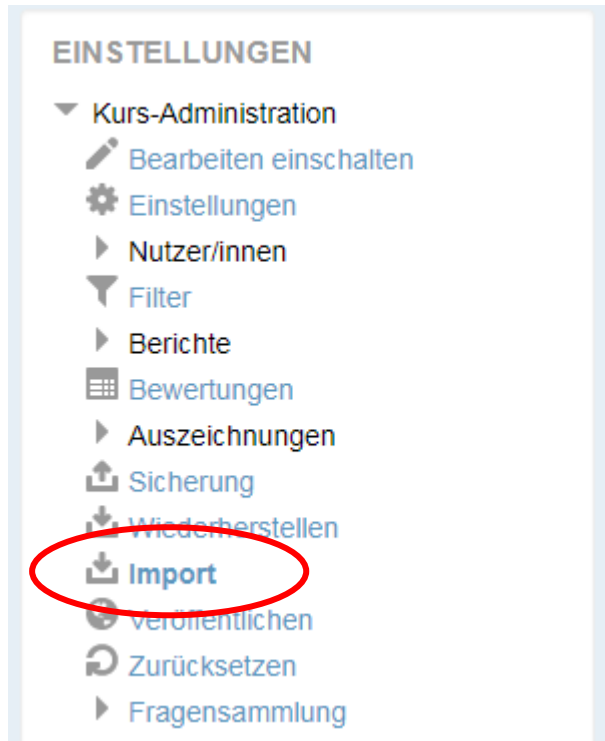 EINSTELLUNGEN
Kurs-Administration
Bearbeiten einschalten
Einstellungen
Nutzer/innen
Filter
Berichte
Bewertungen
Auszeichnungen
Sicherung
Wiederherstellen
Import
Veröffentlichen
Zurücksetzen
Fragensammlung